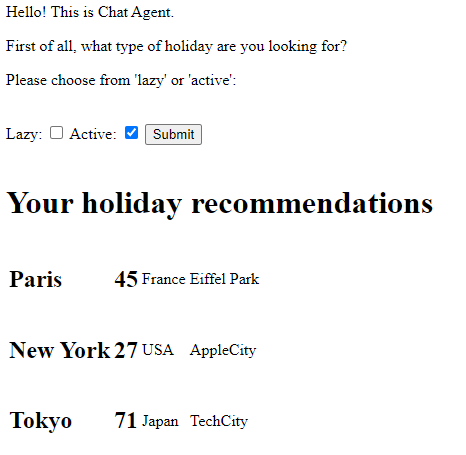 Hello! This is Chat Agent.
First of all, what type of holiday are you looking for?
Please choose from 'lazy' or 'active':
Lazy: Active: Submit
Your holiday recommendations
Paris 45 France Eiffel Park
New York 27 USA AppleCity
Tokyo 71 Japan TechCity